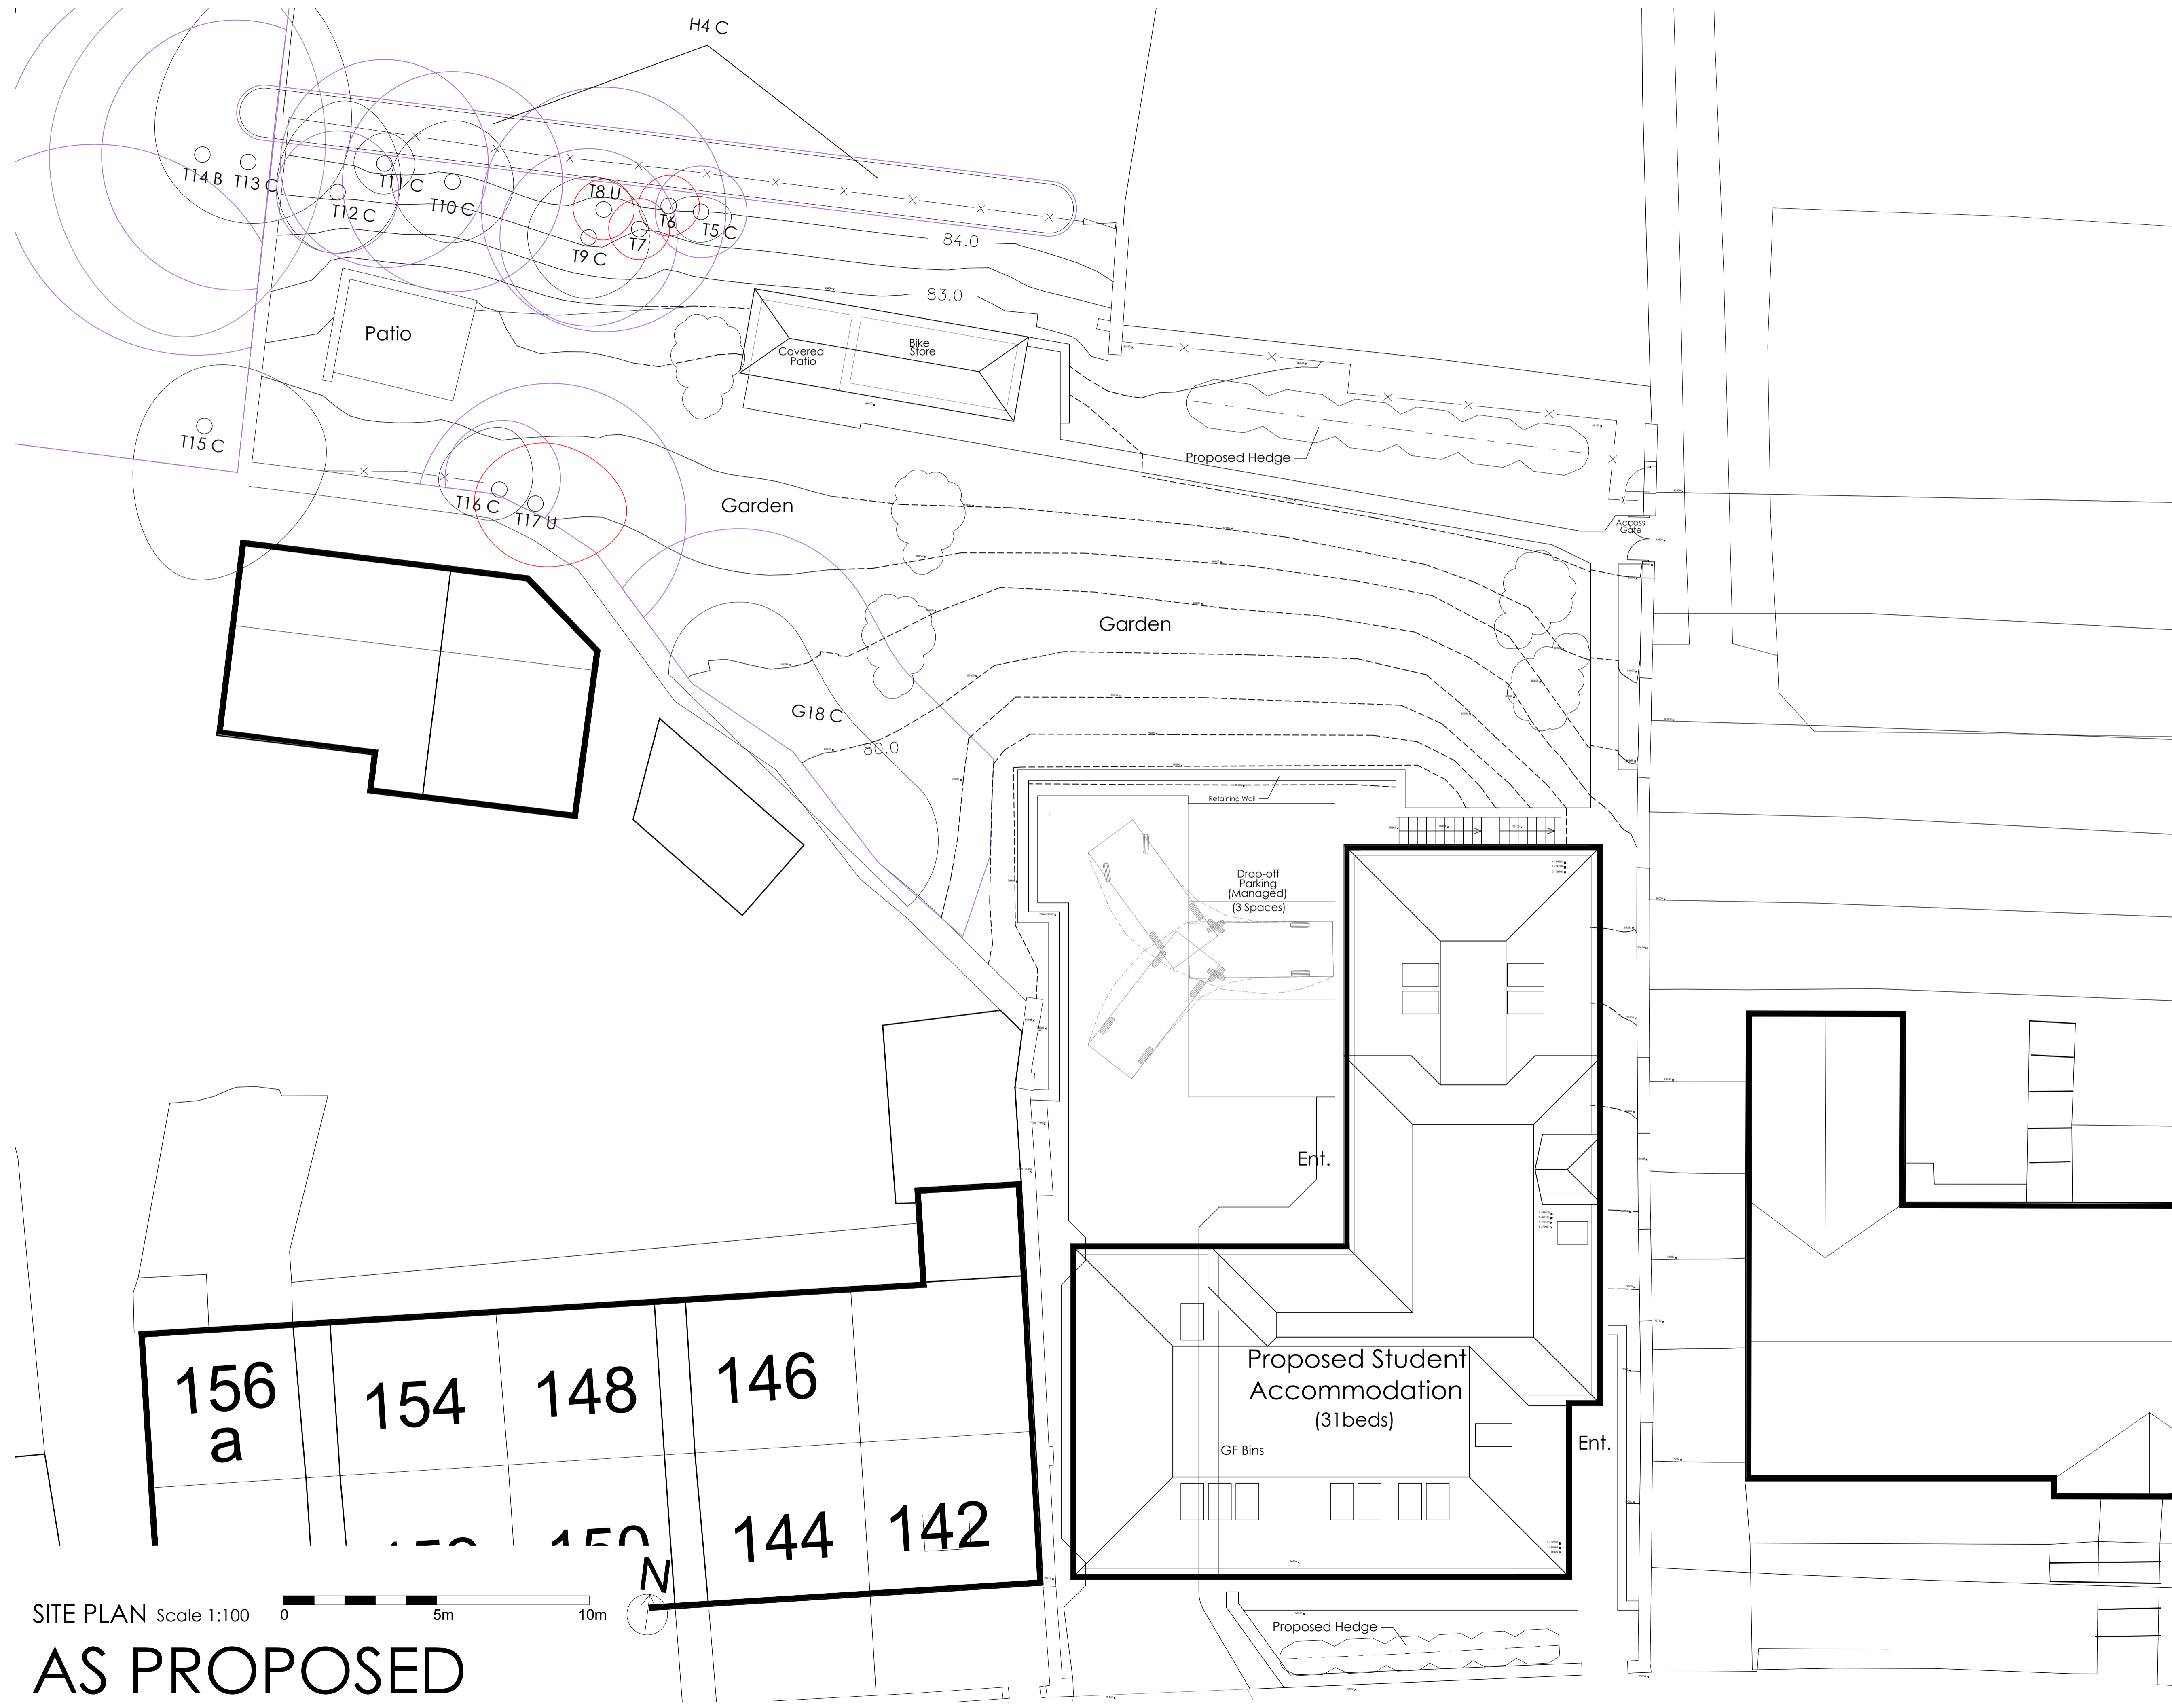 H4 C
T14 B
T13 C
T11 C
T12 C
T10 C
T8 U
T6
T5 C
T7
T9 C
84.0
83.0
Patio
Covered
Patio
Bike
Store
T15 C
Proposed Hedge
T16 C
T17 U
Garden
Access
Gate
Garden
G18 C
80.0
Retaining Wall
Drop-off
Parking
(Managed)
(3 Spaces)
Ent.
Proposed Student
Accommodation
(31beds)
GF Bins
Ent.
156
a
154
148
146
144
142
150
N
SITE PLAN Scale 1:100
0 5m 10m
AS PROPOSED
Proposed Hedge